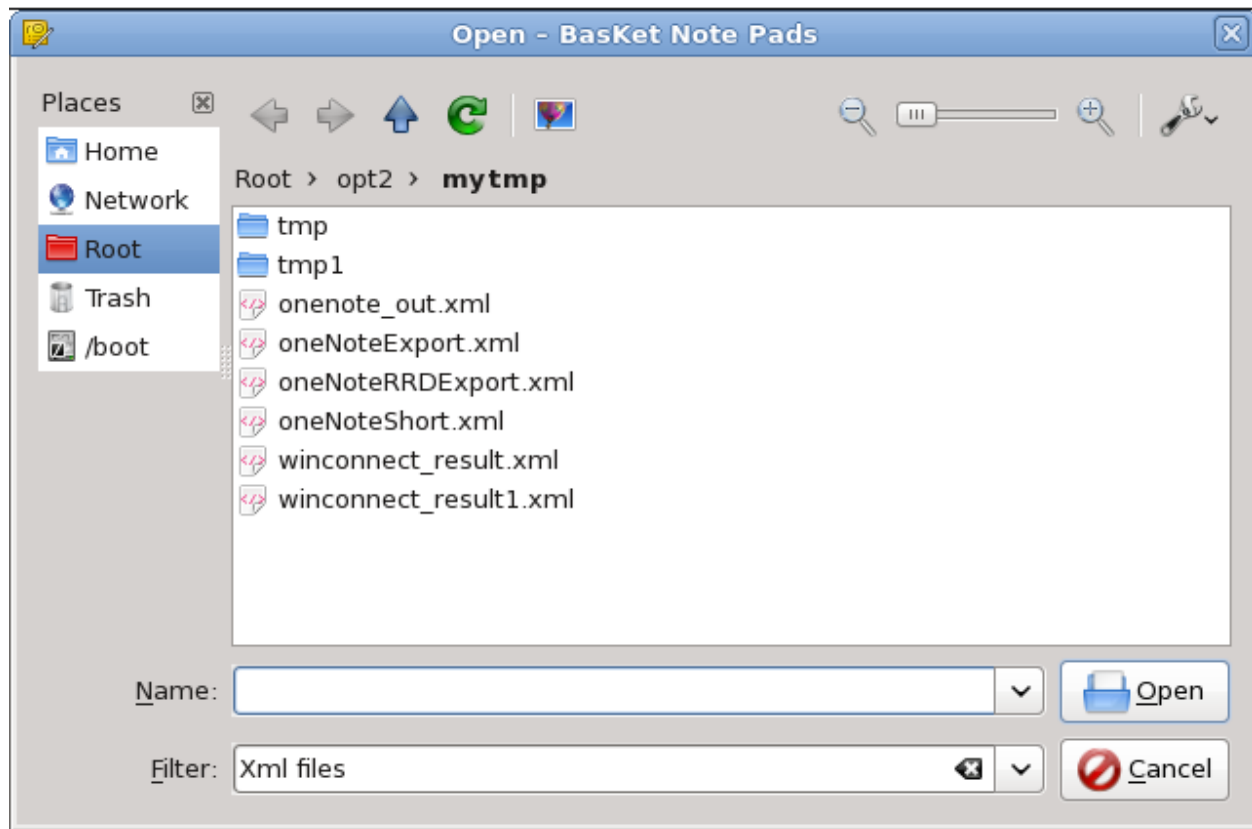 Open – BasKet Note Pads
Places
Home
Network
Root
Trash
/boot
Root > opt2 > mytmp
tmp
tmp1
onenote_out.xml
oneNoteExport.xml
oneNoteRRDExport.xml
oneNoteShort.xml
winconnect_result.xml
winconnect_result1.xml
Name:
Open
Filter: Xml files
Cancel